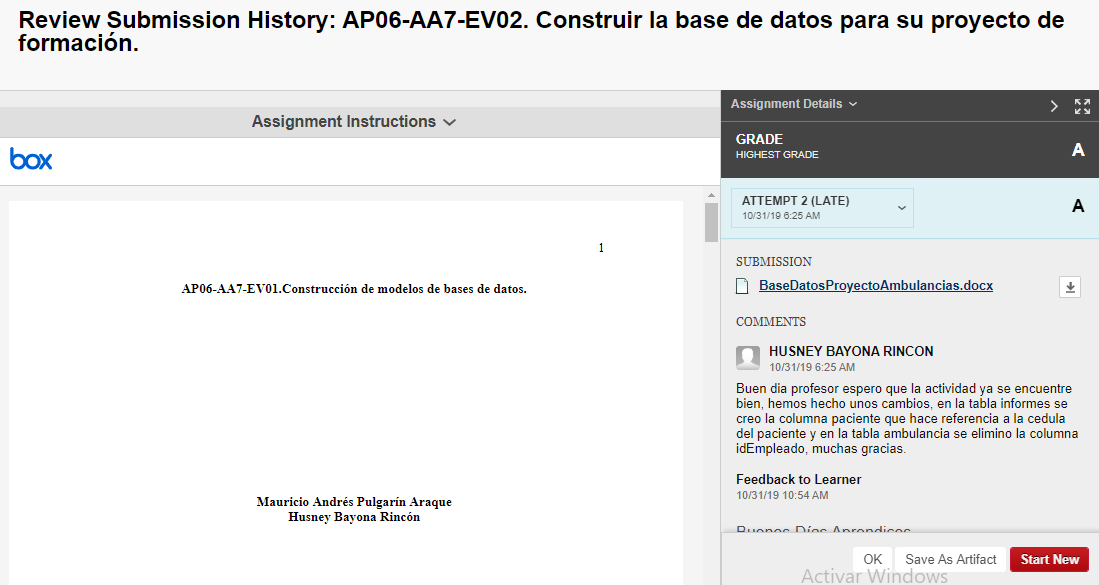 Review Submission History: AP06-AA7-EV02. Construir la base de datos para su proyecto de
formación.
Assignment Instructions
box
1
AP06-AA7-EV01.Construcción de modelos de bases de datos.
Mauricio Andrés Pulgarín Araque
Husney Bayona Rincón
Assignment Details
GRADE
HIGHEST GRADE
A
ATTEMPT 2 (LATE)
10/31/19 6:25 AM
A
SUBMISSION
BaseDatosProyectoAmbulancias.docx
COMMENTS
HUSNEY BAYONA RINCON
10/31/19 6:25 AM
Buen dia profesor espero que la actividad ya se encuentre
bien, hemos hecho unos cambios, en la tabla informes se
creo la columna paciente que hace referencia a la cedula
del paciente y en la tabla ambulancia se elimino la columna
idEmpleado, muchas gracias.
Feedback to Learner
10/31/19 10:54 AM
Buenos Días Aprendices
OK
Save As Artifact
Start New
Activar Windows